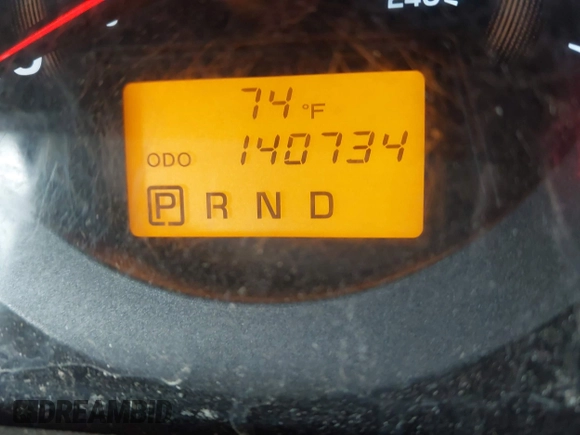 74 °F
ODO 140734
P R N D
DREAMBID